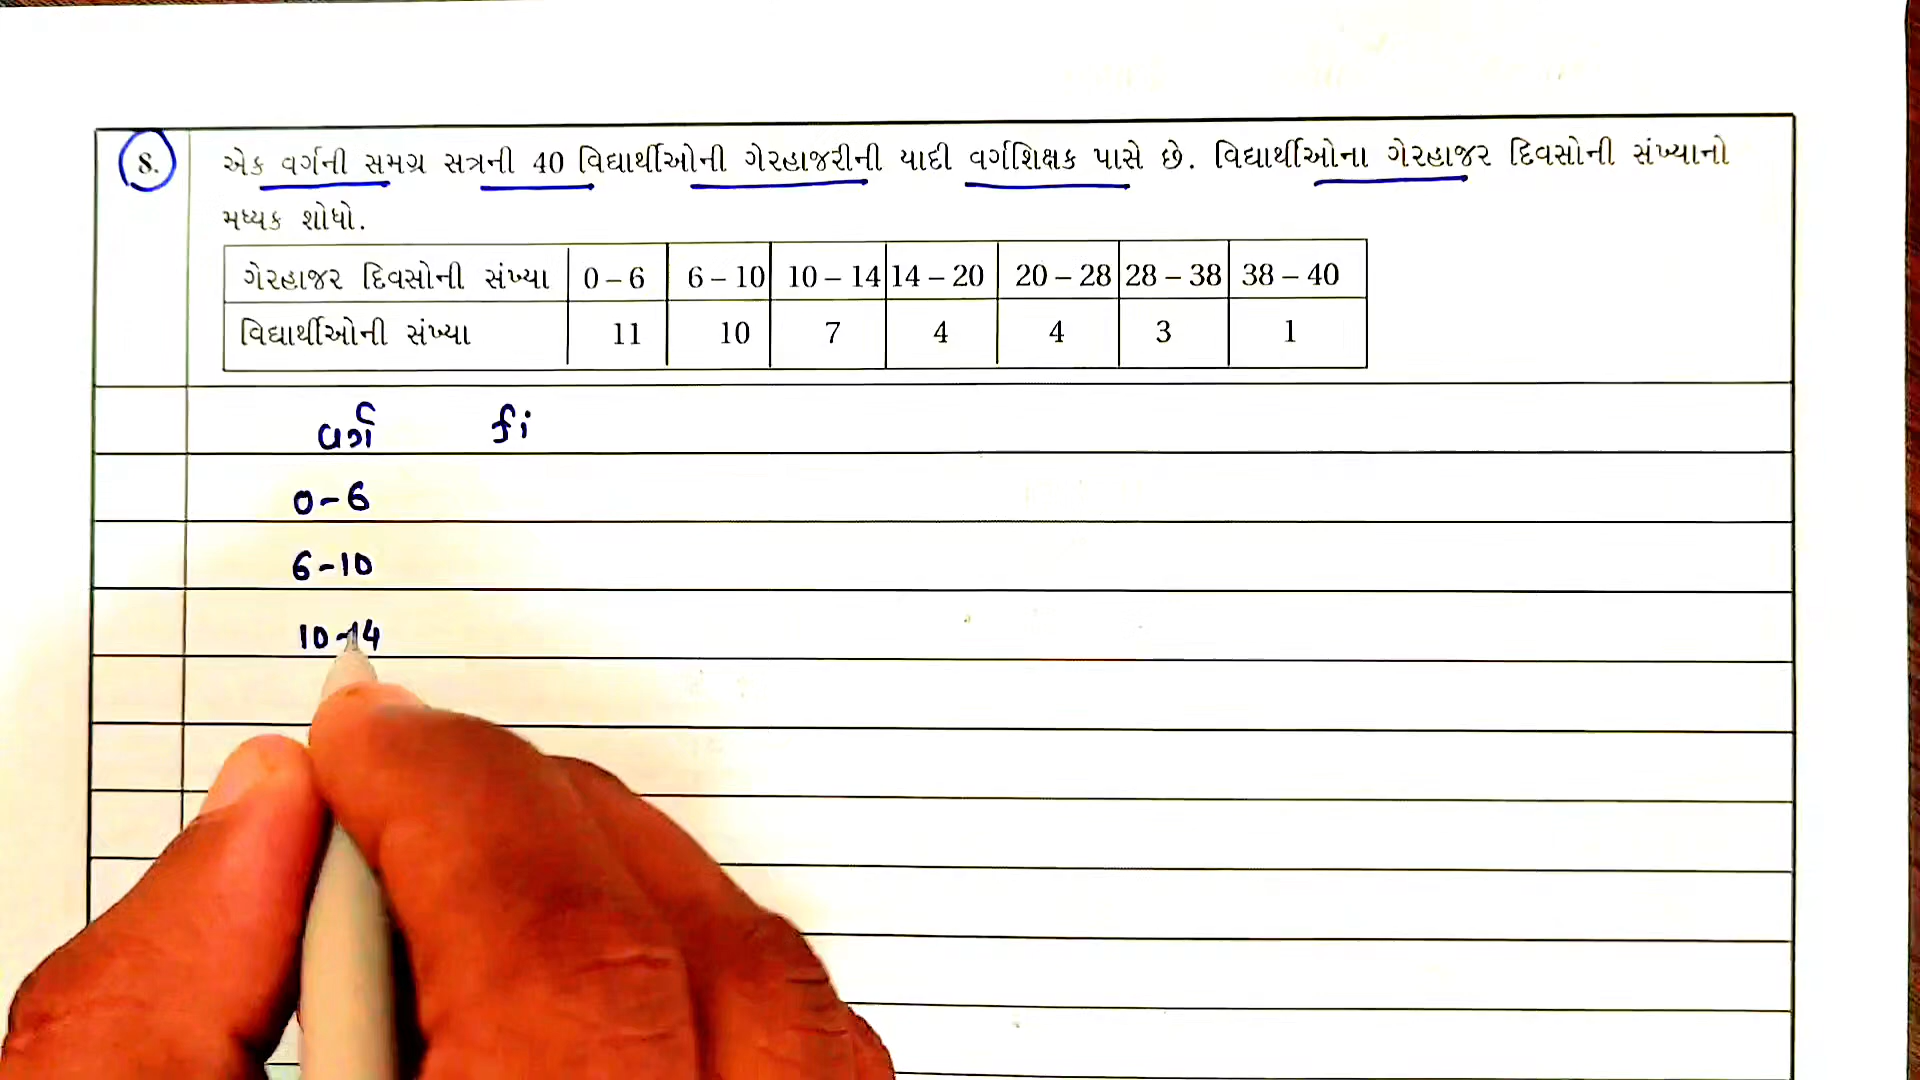 8. એક વર્ગની સમગ્ર સત્રની 40 વિદ્યાર્થીઓની ગેરહાજરીની યાદી વર્ગશિક્ષક પાસે છે. વિદ્યાર્થીઓના ગેરહાજર દિવસોની સંખ્યાનો
મધ્યક શોધો.
ગેરહાજર દિવસોની સંખ્યા 0 – 6 6 – 10 10 – 14 14 – 20 20 – 28 28 – 38 38 – 40
વિદ્યાર્થીઓની સંખ્યા 11 10 7 4 4 3 1
વર્ગ fi
0-6
6-10
10-14